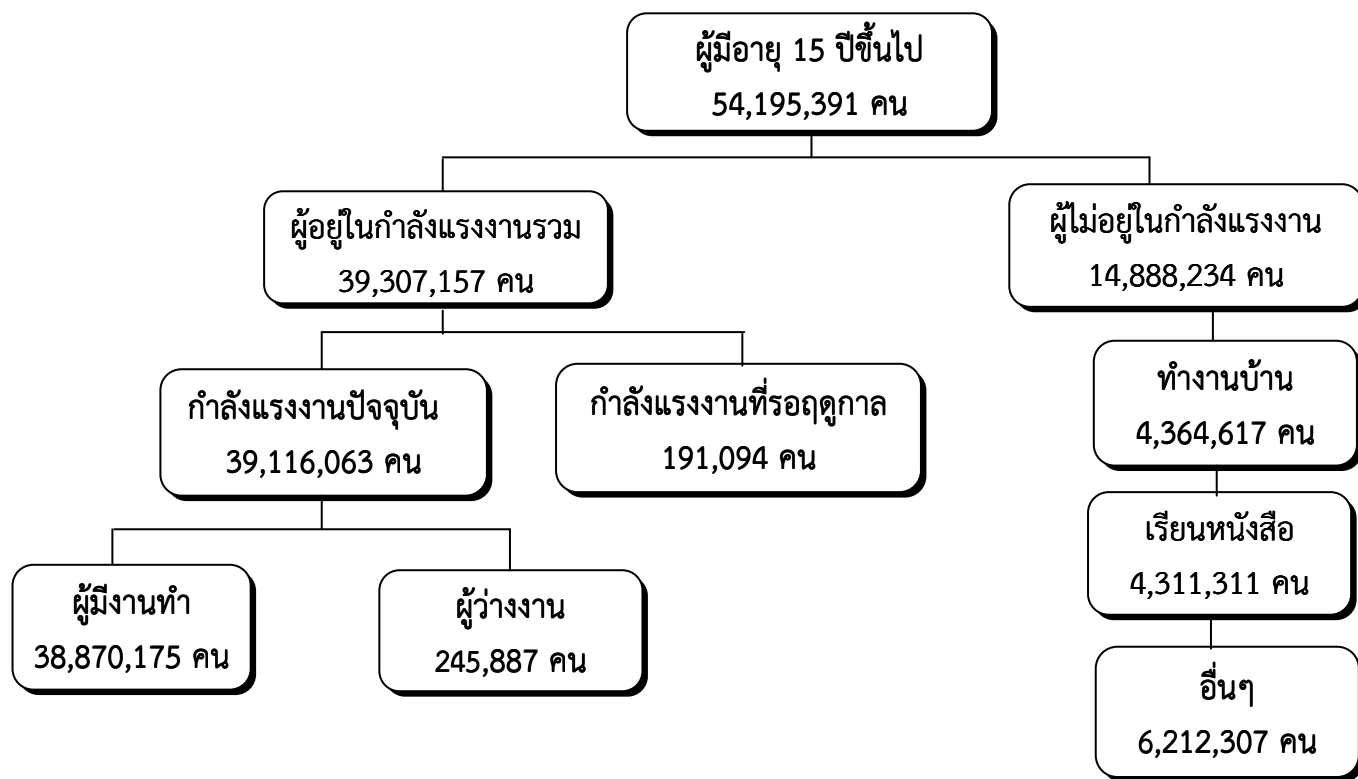 ผู้มีอายุ 15 ปีขึ้นไป
54,195,391 คน
ผู้อยู่ในกำลังแรงงานรวม
39,307,157 คน
ผู้ไม่อยู่ในกำลังแรงงาน
14,888,234 คน
กำลังแรงงานปัจจุบัน
39,116,063 คน
กำลังแรงงานที่รอฤดูกาล
191,094 คน
ทำงานบ้าน
4,364,617 คน
เรียนหนังสือ
4,311,311 คน
ผู้มีงานทำ
38,870,175 คน
ผู้ว่างงาน
245,887 คน
อื่นๆ
6,212,307 คน